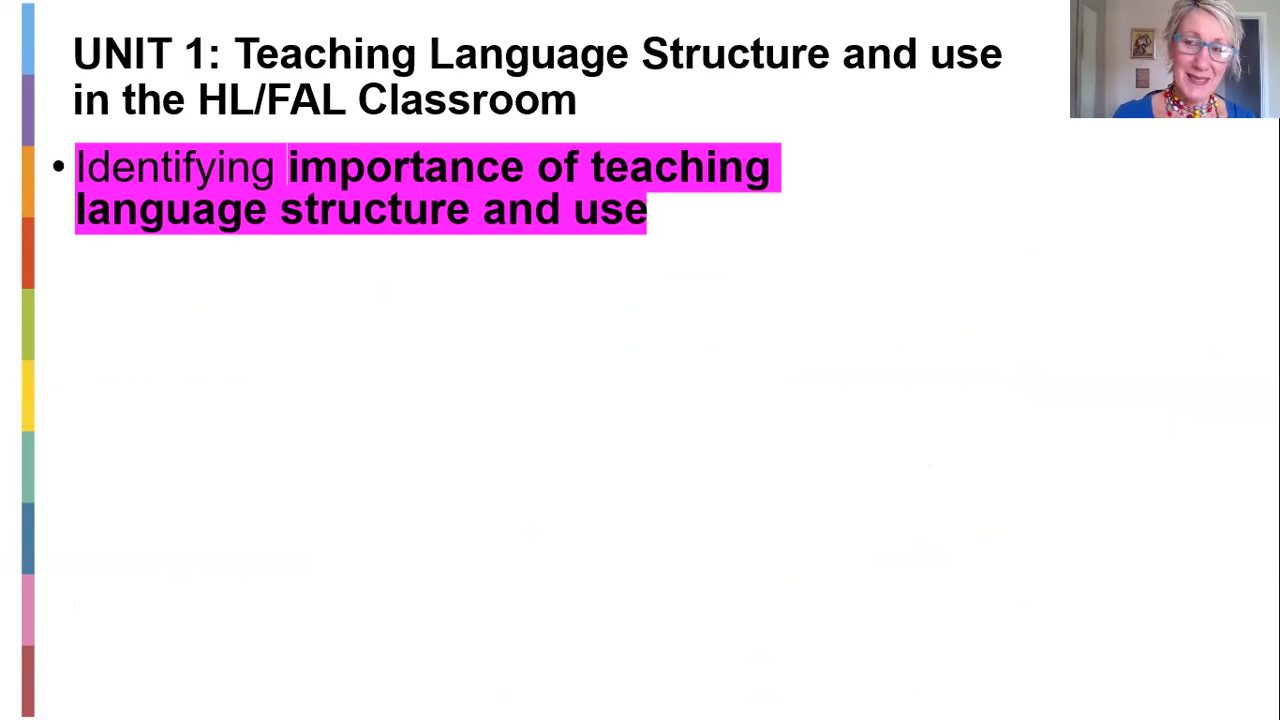 UNIT 1: Teaching Language Structure and use
in the HL/FAL Classroom
• Identifying importance of teaching
language structure and use